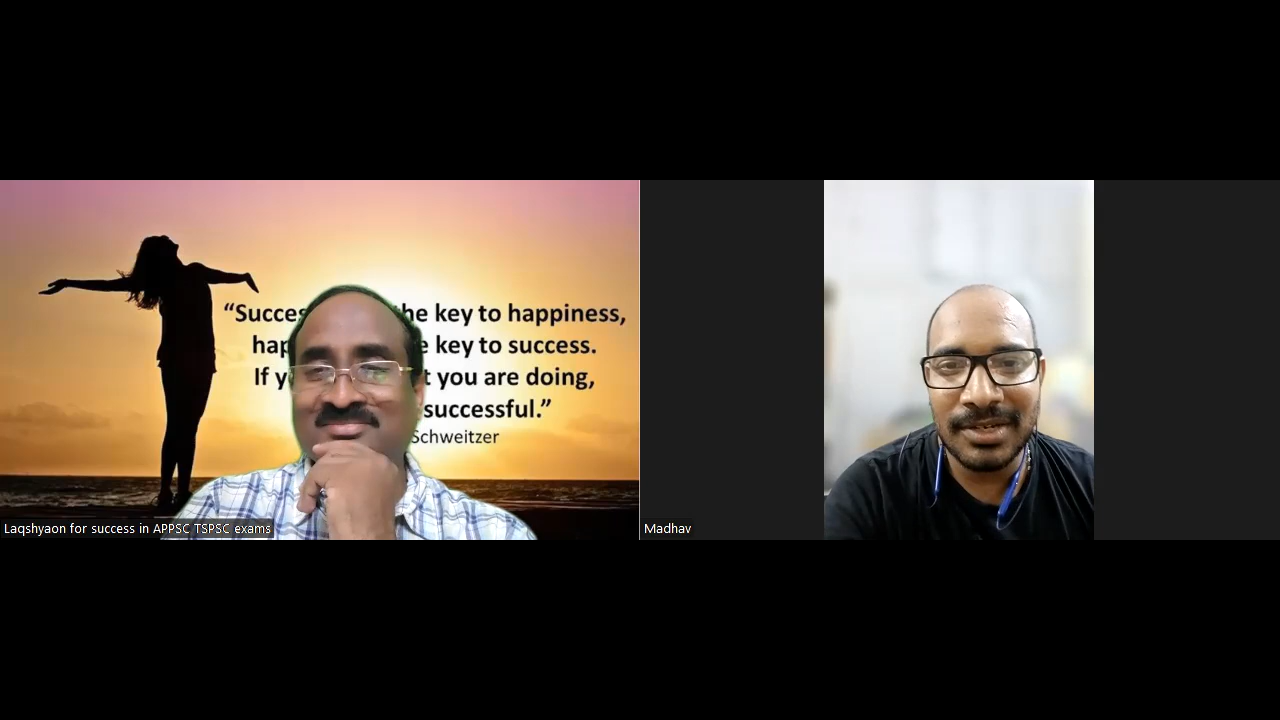 “Succes he key to happiness,
hap e key to success.
If y t you are doing,
successful.”
Schweitzer
Laqshyaon for success in APPSC TSPSC exams
Madhav